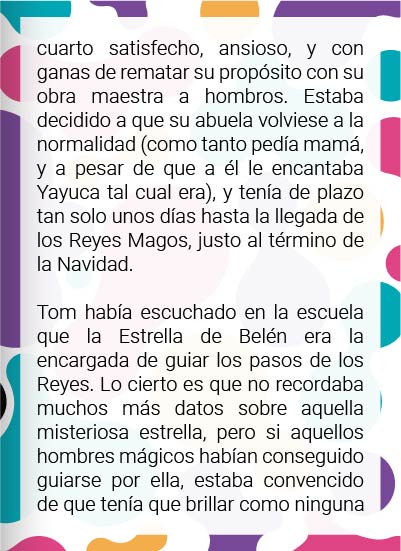 cuarto satisfecho, ansioso, y con
ganas de rematar su propósito con su
obra maestra a hombros. Estaba
decidido a que su abuela volviese a la
normalidad (como tanto pedía mamá,
y a pesar de que a él le encantaba
Yayuca tal cual era), y tenía de plazo
tan solo unos días hasta la llegada de
los Reyes Magos, justo al término de
la Navidad.

Tom había escuchado en la escuela
que la Estrella de Belén era la
encargada de guiar los pasos de los
Reyes. Lo cierto es que no recordaba
muchos más datos sobre aquella
misteriosa estrella, pero si aquellos
hombres mágicos habían conseguido
guiarse por ella, estaba convencido
de que tenía que brillar como ninguna